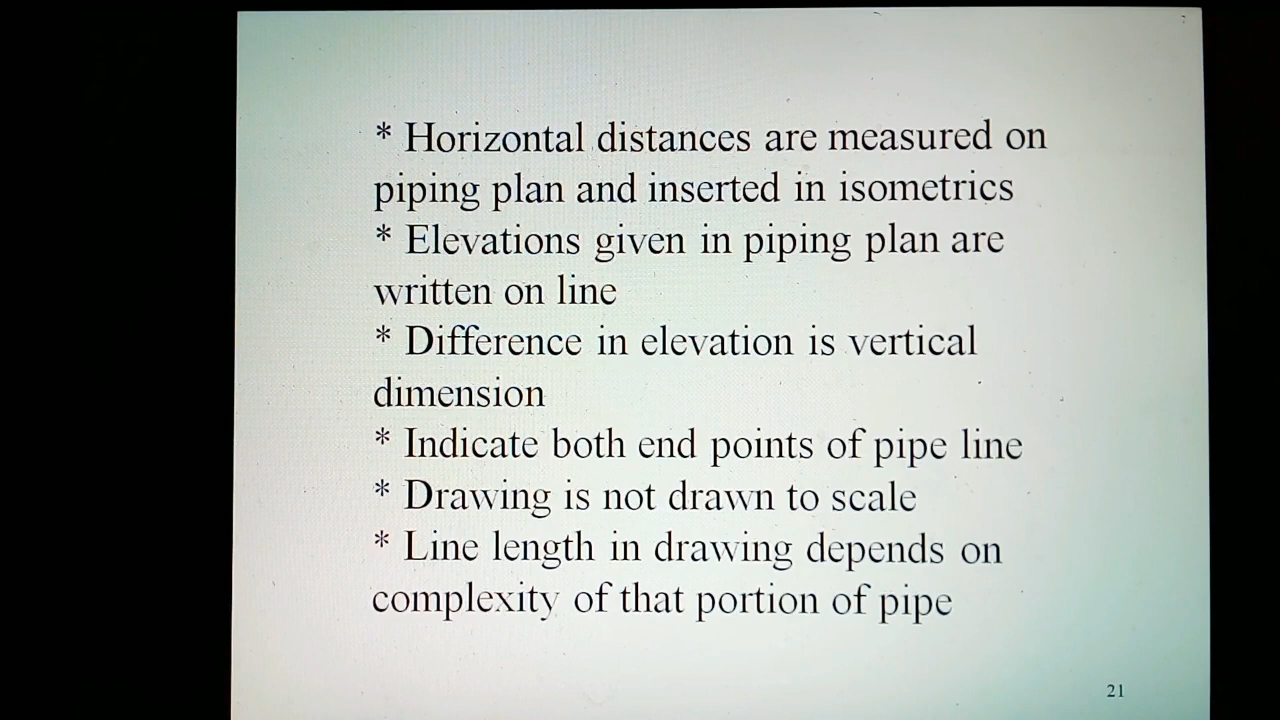 * Horizontal distances are measured on
piping plan and inserted in isometrics
* Elevations given in piping plan are
written on line
* Difference in elevation is vertical
dimension
* Indicate both end points of pipe line
* Drawing is not drawn to scale
* Line length in drawing depends on
complexity of that portion of pipe
21